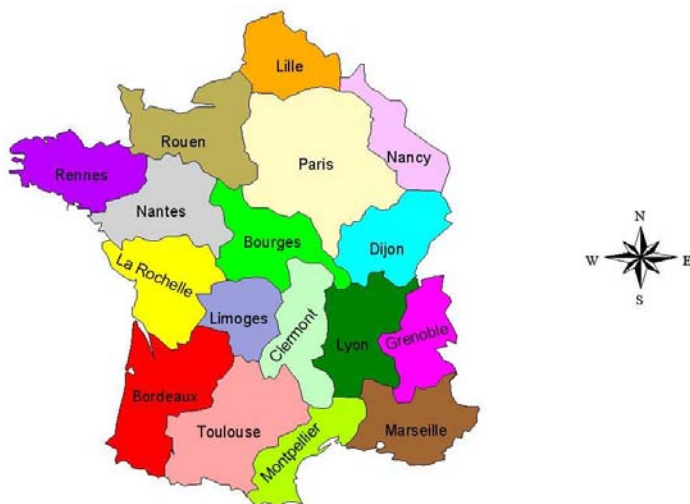 Lille
Rouen
Paris
Nancy
Rennes
Nantes
Bourges
Dijon
La Rochelle
Limoges
Clermont
Lyon
Grenoble
Bordeaux
Toulouse
Montpellier
Marseille
N
W
E
S